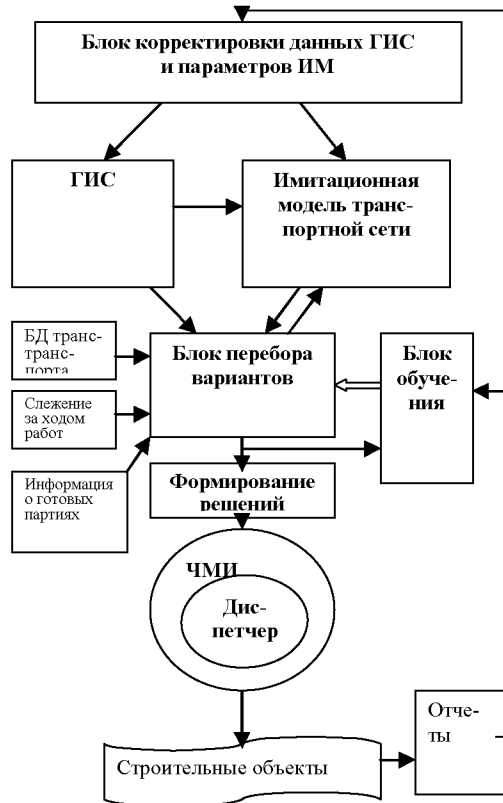 Блок корректировки данных ГИС
и параметров ИМ
ГИС
Имитационная
модель транс-
портной сети
БД транс-
транс-
порта
Блок перебора
вариантов
Блок
обуче-
ния
Слежение
за ходом
работ
Информация
о готовых
партиях
Формирование
решений
ЧМИ
Дис-
петчер
Отче-
ты
Строительные объекты